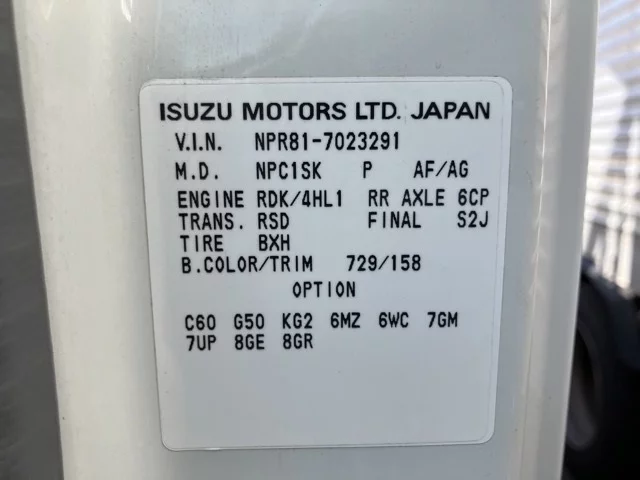 ISUZU MOTORS LTD. JAPAN
V.I.N. NPR81-7023291
M.D. NPC1SK P AF/AG
ENGINE RDK/4HL1 RR AXLE 6CP
TRANS. RSD FINAL S2J
TIRE BXH
B.COLOR/TRIM 729/158
OPTION
C60 G50 KG2 6MZ 6WC 7GM
7UP 8GE 8GR